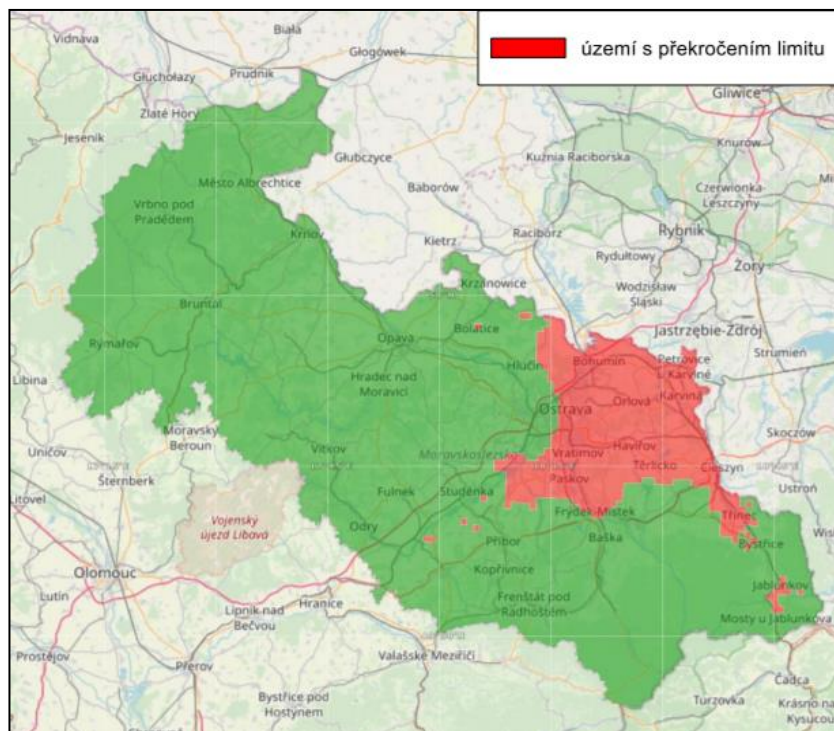 území s překročením limitu
Biała
Vidnava
Głogówek
Prudnik
Głuchołazy
Gliwice
Zlaté Hory
Knurów
Jeseník
Głubczyce
Kuźnia Raciborska
Město Albrechtice
Baborów
Czerwionka-
Leszczyny
Vrbno pod
Pradědem
Racibórz
Rybnik
Krnov
Kietrz
Rydułtowy
Żory
Krzanowice
Wodzisław
Śląski
Bruntál
Bolatice
Opava
Jastrzębie-Zdrój
Rýmařov
Hlučín
Bohumín
Petrovice
u Karviné
Strumień
Libina
Hradec nad
Moravicí
Karviná
Orlová
Ostrava
Moravský
Beroun
Skoczów
Uničov
Vítkov
Moravskoslezský
Vratimov
Havířov
Těrlicko
Cieszyn
Šternberk
Paskov
Ustroń
Litovel
Fulnek
Studénka
Vojenský
újezd Libavá
Odry
Frýdek-Místek
Třinec
Příbor
Baška
Bystřice
Olomouc
Kopřivnice
Jablunkov
Lutín
Lipník nad
Bečvou
Hranice
Frenštát pod
Radhoštěm
Mosty u Jablunkova
Prostějov
Přerov
Valašské Meziříčí
Čadca
Bystřice pod
Hostýnem
Turzovka
Krásno na
Kysucou